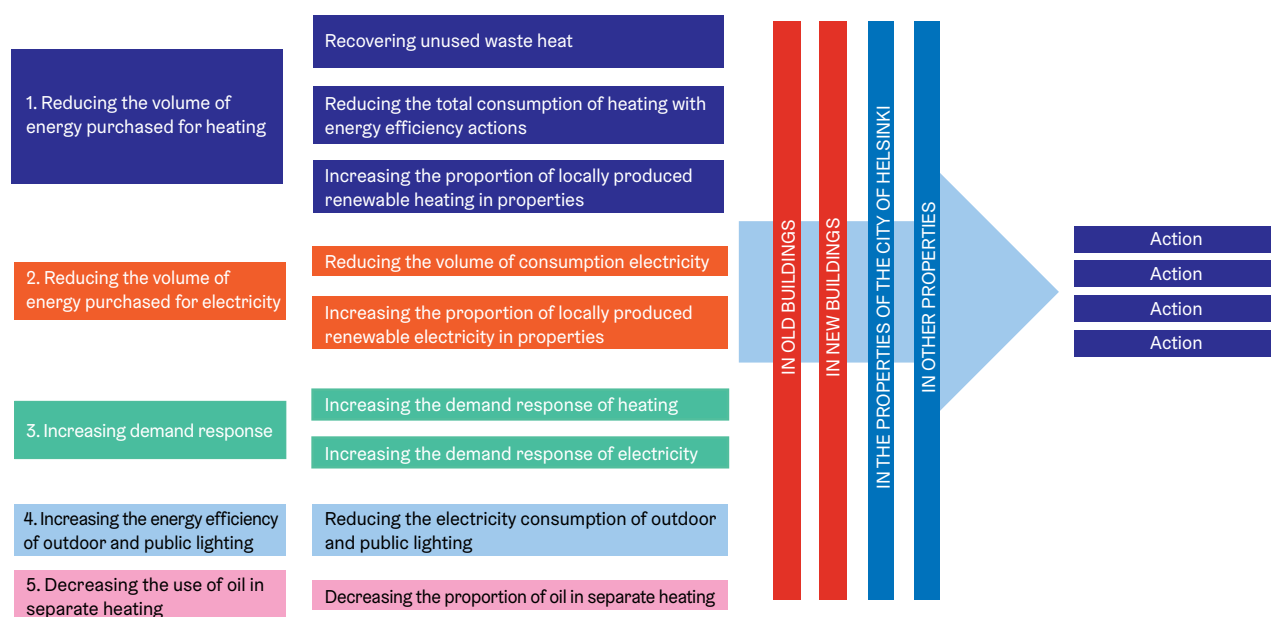 1. Reducing the volume of
energy purchased for heating
Recovering unused waste heat
Reducing the total consumption of heating with
energy efficiency actions
Increasing the proportion of locally produced
renewable heating in properties
2. Reducing the volume of
energy purchased for electricity
Reducing the volume of consumption electricity
Increasing the proportion of locally produced
renewable electricity in properties
3. Increasing demand response
Increasing the demand response of heating
Increasing the demand response of electricity
4. Increasing the energy efficiency
of outdoor and public lighting
Reducing the electricity consumption of outdoor
and public lighting
5. Decreasing the use of oil in
separate heating
Decreasing the proportion of oil in separate heating
IN OLD BUILDINGS
IN NEW BUILDINGS
IN THE PROPERTIES OF THE CITY OF HELSINKI
IN OTHER PROPERTIES
Action
Action
Action
Action